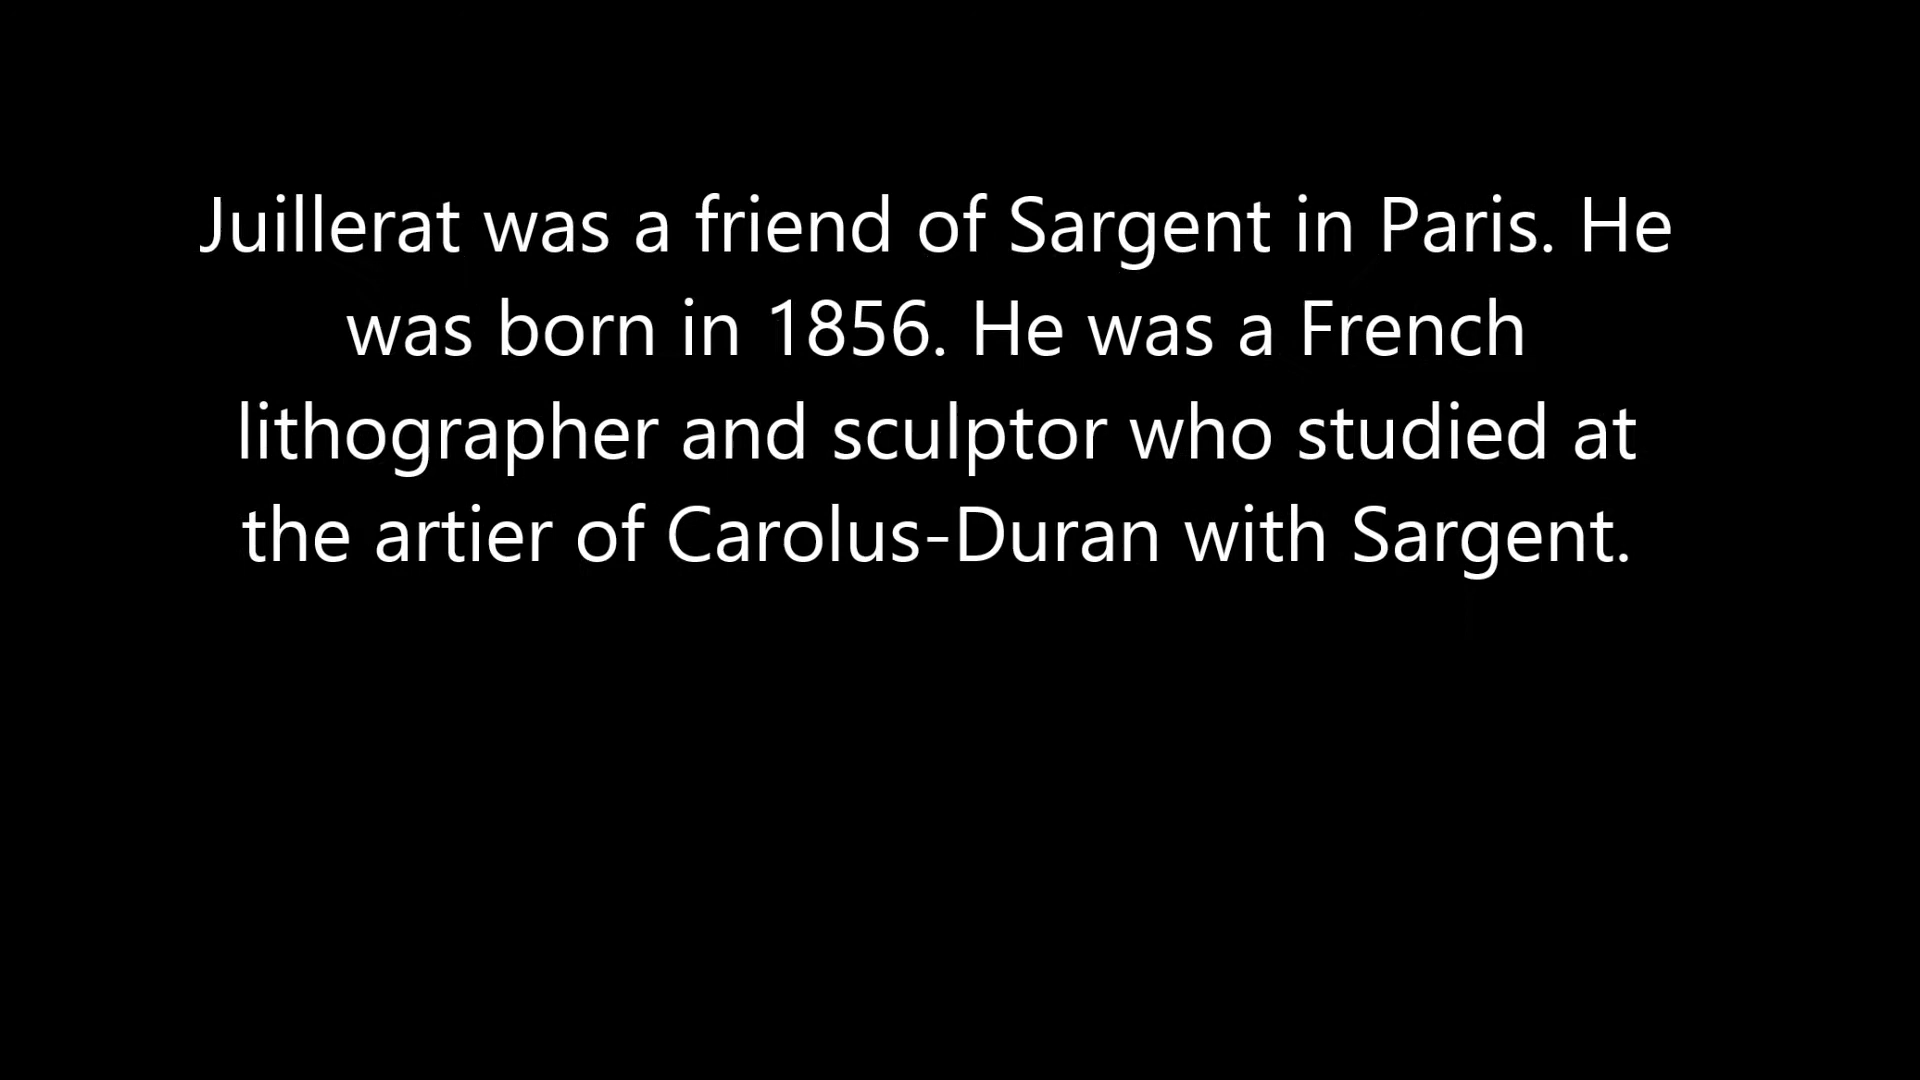 Juillerat was a friend of Sargent in Paris. He
was born in 1856. He was a French
lithographer and sculptor who studied at
the artier of Carolus-Duran with Sargent.